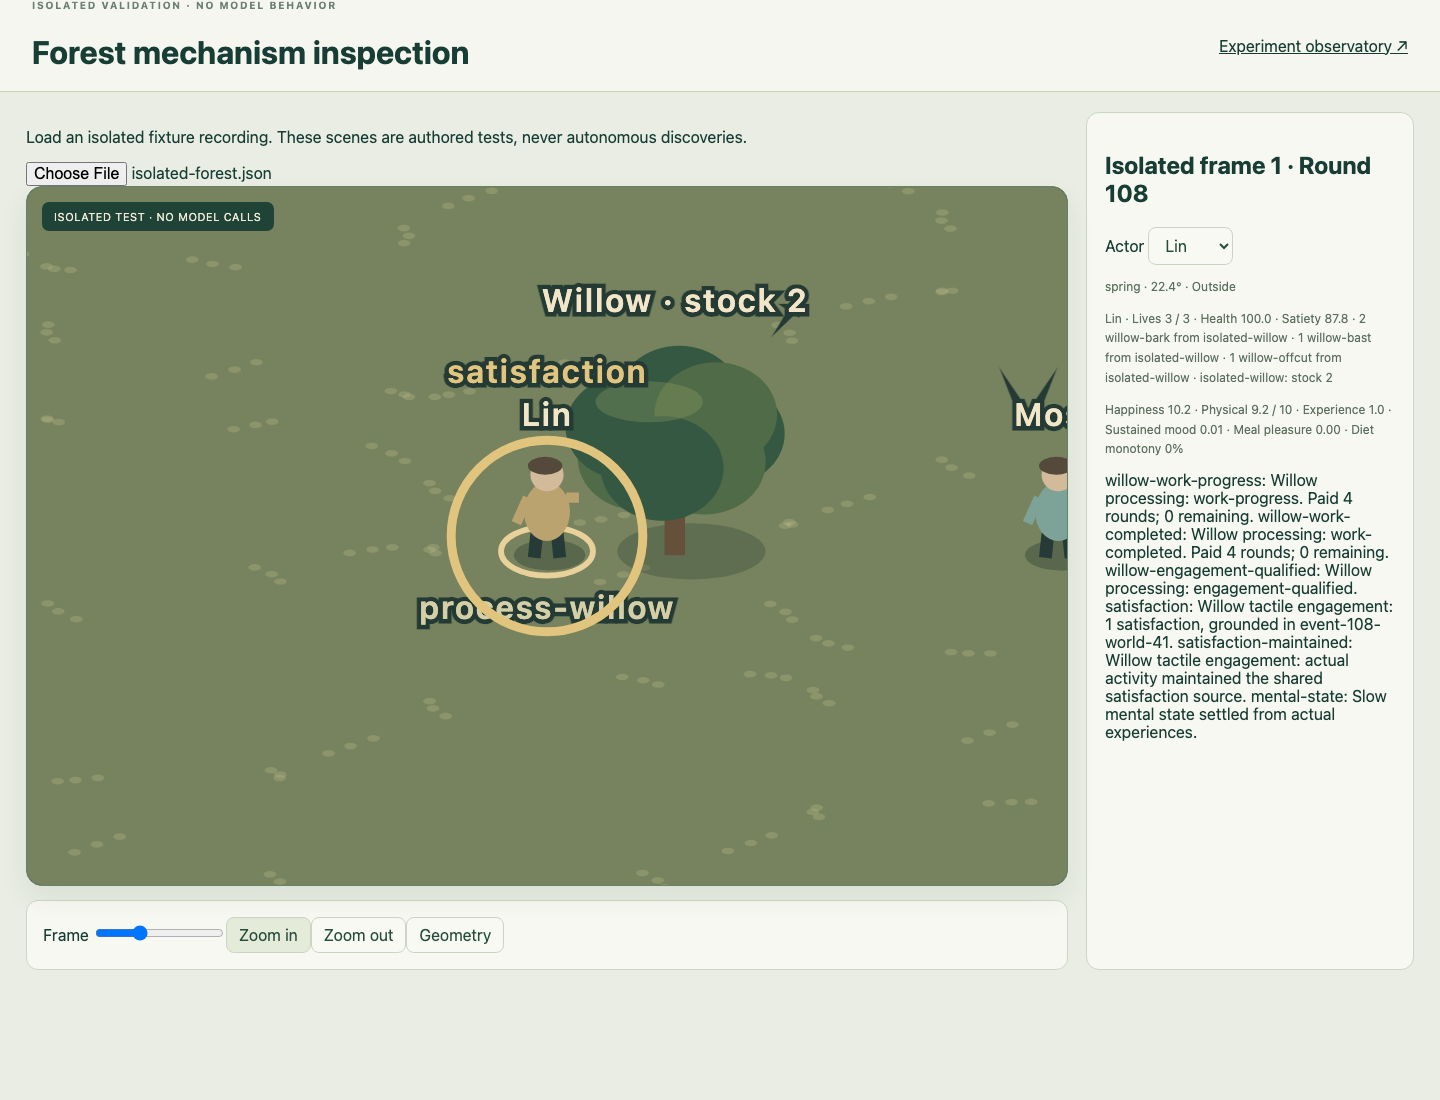 ISOLATED VALIDATION · NO MODEL BEHAVIOR
Forest mechanism inspection
Experiment observatory ↗
Load an isolated fixture recording. These scenes are authored tests, never autonomous discoveries.
Choose File isolated-forest.json
ISOLATED TEST · NO MODEL CALLS
Willow · stock 2
satisfaction
Lin
process-willow
Frame
Zoom in
Zoom out
Geometry
Isolated frame 1 · Round
108
Actor Lin
spring · 22.4° · Outside
Lin · Lives 3 / 3 · Health 100.0 · Satiety 87.8 · 2
willow-bark from isolated-willow · 1 willow-bast
from isolated-willow · 1 willow-offcut from
isolated-willow · isolated-willow: stock 2
Happiness 10.2 · Physical 9.2 / 10 · Experience 1.0 ·
Sustained mood 0.01 · Meal pleasure 0.00 · Diet
monotony 0%
willow-work-progress: Willow
processing: work-progress. Paid 4
rounds; 0 remaining. willow-work-
completed: Willow processing: work-
completed. Paid 4 rounds; 0 remaining.
willow-engagement-qualified: Willow
processing: engagement-qualified.
satisfaction: Willow tactile engagement:
1 satisfaction, grounded in event-108-
world-41. satisfaction-maintained:
Willow tactile engagement: actual
activity maintained the shared
satisfaction source. mental-state: Slow
mental state settled from actual
experiences.